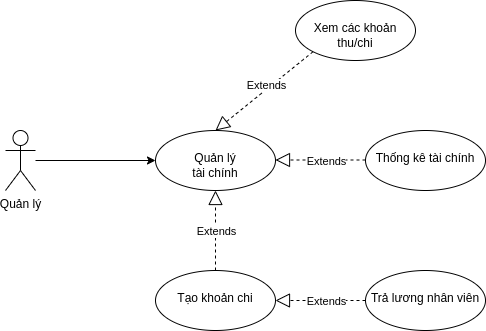 Xem các khoản
thu/chi
Extends
Quản lý
tài chính
Extends
Thống kê tài chính
Quản lý
Extends
Tạo khoản chi
Extends
Trả lương nhân viên